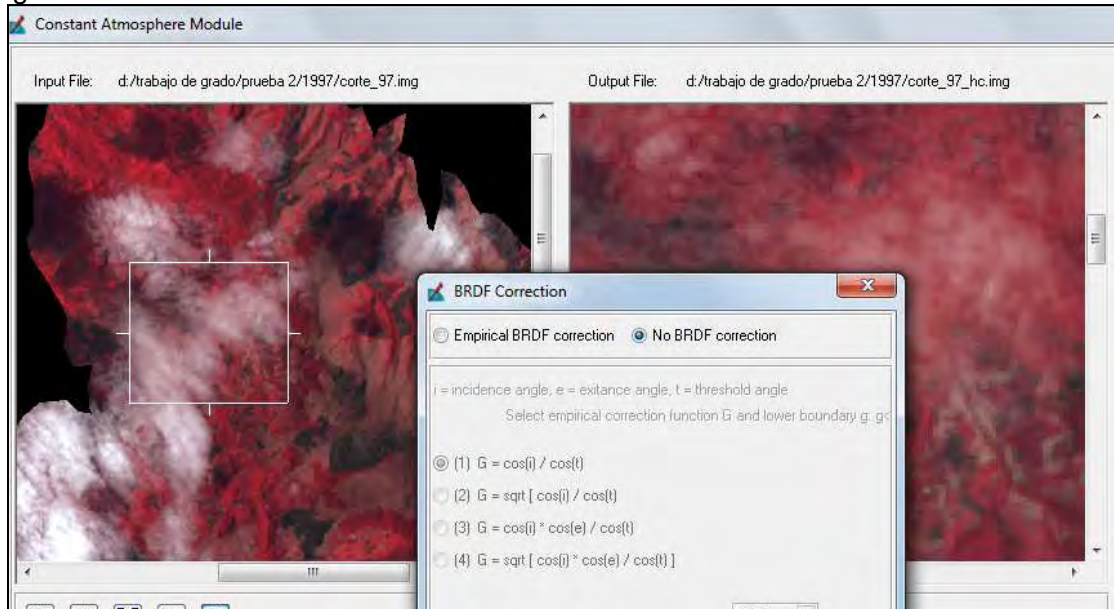 Constant Atmosphere Module
Input File: d:/trabajo de grado/prueba 2/1997/corte_97.img
Output File: d:/trabajo de grado/prueba 2/1997/corte_97_hc.img
BRDF Correction
Empirical BRDF correction No BRDF correction
i = incidence angle, e = exitance angle, t = threshold angle
Select empirical correction function G and lower boundary g: g<
(1) G = cos(i) / cos(t)
(2) G = sqrt [ cos(i) / cos(t)
(3) G = cos(i) * cos(e) / cos(t)
(4) G = sqrt [ cos(i) * cos(e) / cos(t) ]